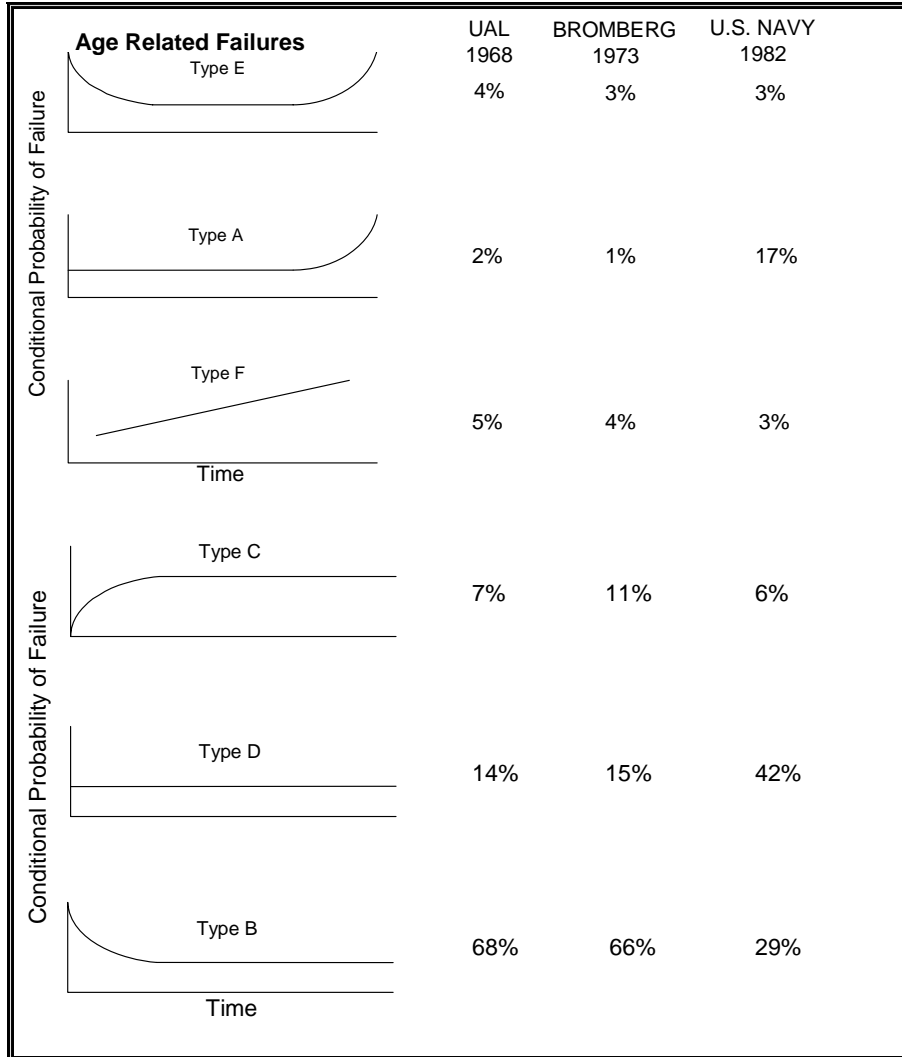 Age Related Failures
UAL BROMBERG U.S. NAVY
1968 1973 1982
Conditional Probability of Failure
Type E
4% 3% 3%
Type A
2% 1% 17%
Type F
5% 4% 3%
Time
Conditional Probability of Failure
Type C
7% 11% 6%
Type D
14% 15% 42%
Type B
68% 66% 29%
Time